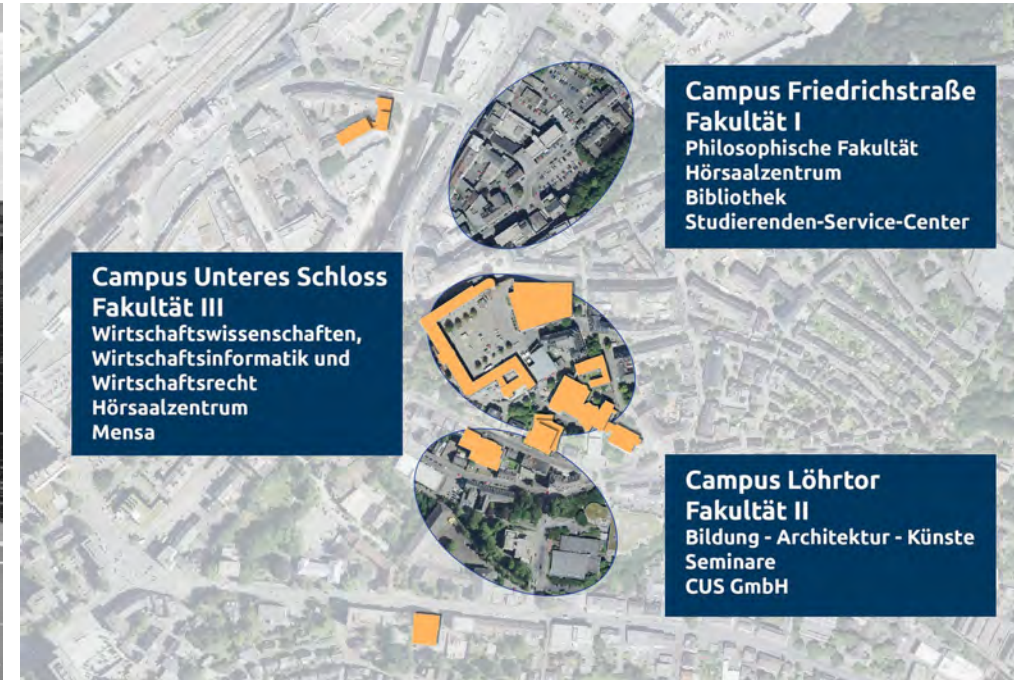 Campus Friedrichstraße
Fakultät I
Philosophische Fakultät
Hörsaalzentrum
Bibliothek
Studierenden-Service-Center
Campus Unteres Schloss
Fakultät III
Wirtschaftswissenschaften,
Wirtschaftsinformatik und
Wirtschaftsrecht
Hörsaalzentrum
Mensa
Campus Löhrtor
Fakultät II
Bildung - Architektur - Künste
Seminare
CUS GmbH